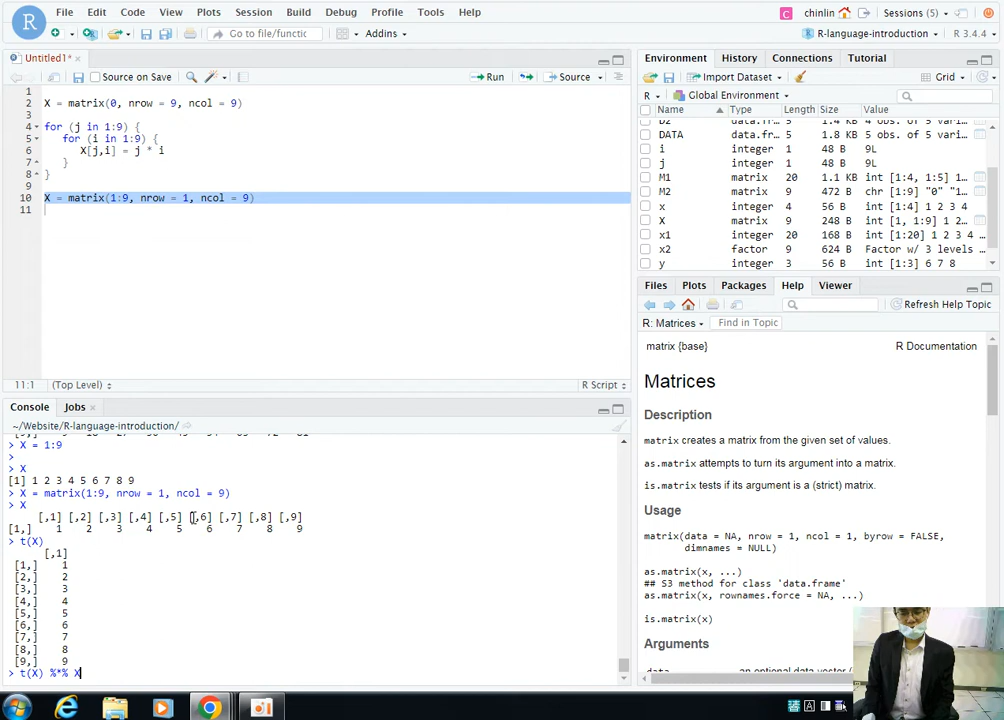 File Edit Code View Plots Session Build Debug Profile Tools Help
chinlin Sessions (5)
Go to file/functic Addins
R-language-introduction R 3.4.4
Untitled1*
Source on Save Run Source
1
2 X = matrix(0, nrow = 9, ncol = 9)
3
4 for (j in 1:9) {
5 for (i in 1:9) {
6 X[j,i] = j * i
7 }
8 }
9
10 X = matrix(1:9, nrow = 1, ncol = 9)
11
11:1 (Top Level) R Script
Console Jobs
~/Website/R-language-introduction/
> X = 1:9
>
> X
[1] 1 2 3 4 5 6 7 8 9
> X = matrix(1:9, nrow = 1, ncol = 9)
> X
[,1] [,2] [,3] [,4] [,5] [,6] [,7] [,8] [,9]
[1,] 1 2 3 4 5 6 7 8 9
> t(X)
[,1]
[1,] 1
[2,] 2
[3,] 3
[4,] 4
[5,] 5
[6,] 6
[7,] 7
[8,] 8
[9,] 9
> t(X) %*% X
Environment History Connections Tutorial
Import Dataset Grid
R Global Environment
Name Type Length Size Value
DATA data.frame 5 1.8 KB 5 obs. of 5 vari…
i integer 1 48 B 9L
j integer 1 48 B 9L
M1 matrix 20 1.1 KB int [1:4, 1:5] 1…
M2 matrix 9 472 B chr [1:9] "0" "1…
x integer 4 56 B int [1:4] 1 2 3 4
X matrix 9 248 B int [1, 1:9] 1 2…
x1 integer 20 168 B int [1:20] 1 2 3 4 …
x2 factor 9 624 B Factor w/ 3 levels …
y integer 3 56 B int [1:3] 6 7 8
Files Plots Packages Help Viewer
Refresh Help Topic
R: Matrices Find in Topic
matrix {base} R Documentation
Matrices
Description
matrix creates a matrix from the given set of values.
as.matrix attempts to turn its argument into a matrix.
is.matrix tests if its argument is a (strict) matrix.
Usage
matrix(data = NA, nrow = 1, ncol = 1, byrow = FALSE,
dimnames = NULL)
as.matrix(x, ...)
## S3 method for class 'data.frame'
as.matrix(x, rownames.force = NA, ...)
is.matrix(x)
Arguments